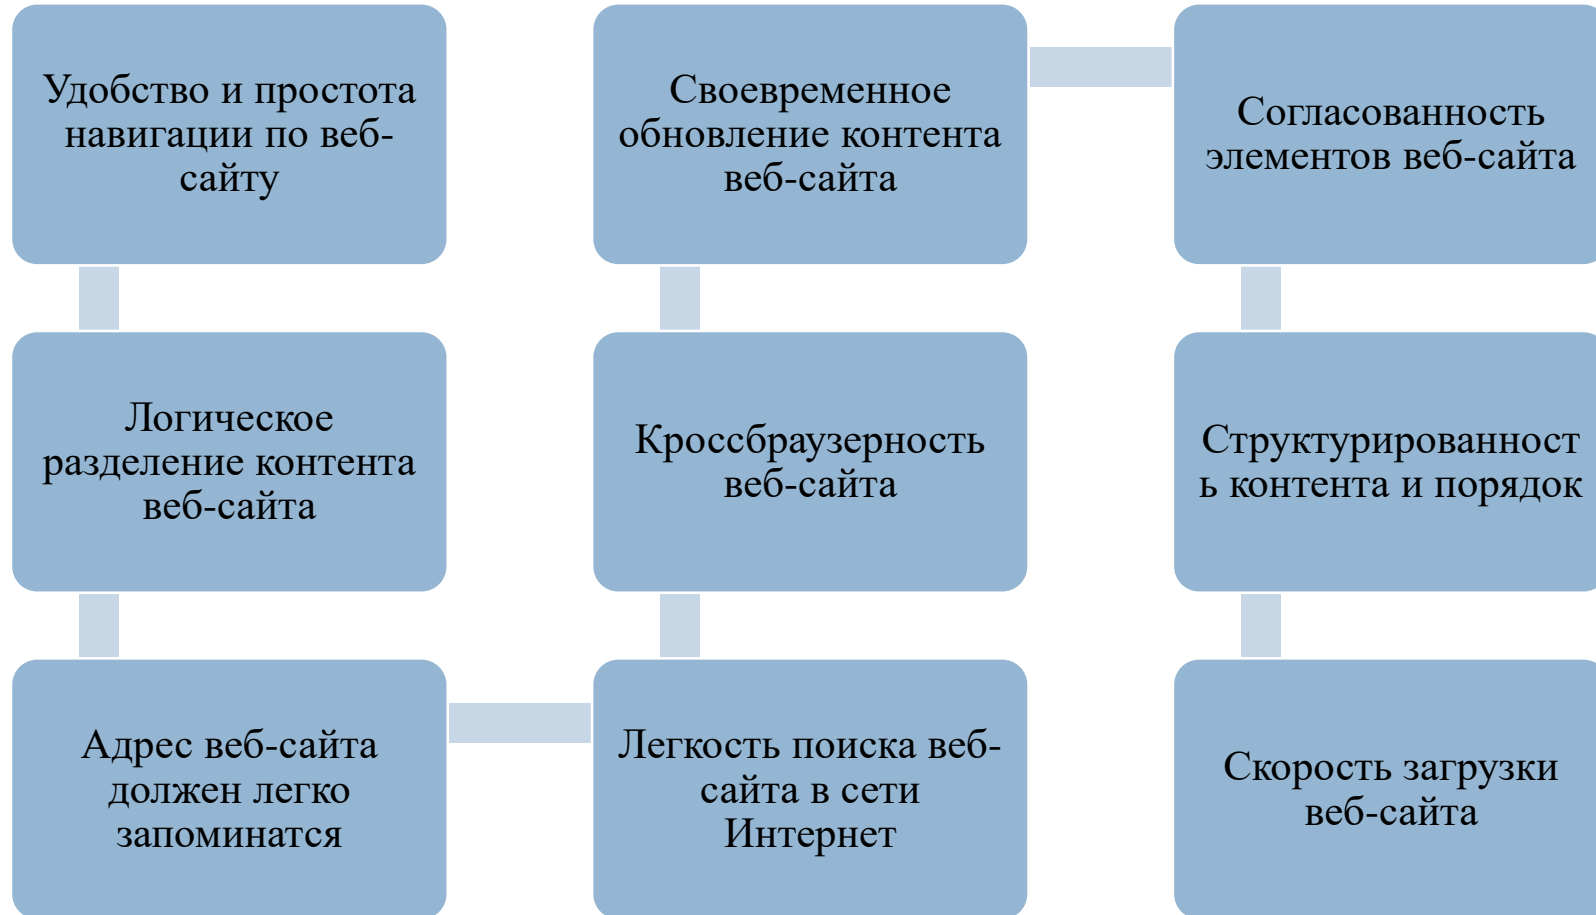 Удобство и простота
навигации по веб-
сайту
Логическое
разделение контента
веб-сайта
Адрес веб-сайта
должен легко
запоминатся
Легкость поиска веб-
сайта в сети
Интернет
Кроссбраузерность
веб-сайта
Своевременное
обновление контента
веб-сайта
Согласованность
элементов веб-сайта
Структурированност
ь контента и порядок
Скорость загрузки
веб-сайта